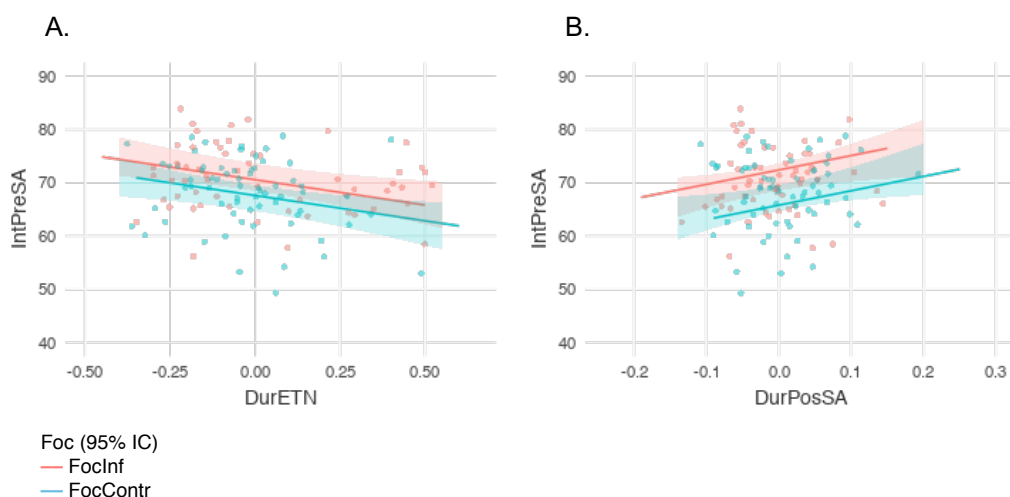 A.
B.
90
80
70
60
50
40
IntPreSA
-0.50
-0.25
0.00
0.25
0.50
DurETN
90
80
70
60
50
40
IntPreSA
-0.2
-0.1
0.0
0.1
0.2
0.3
DurPosSA
Foc (95% IC)
FocInf
FocContr